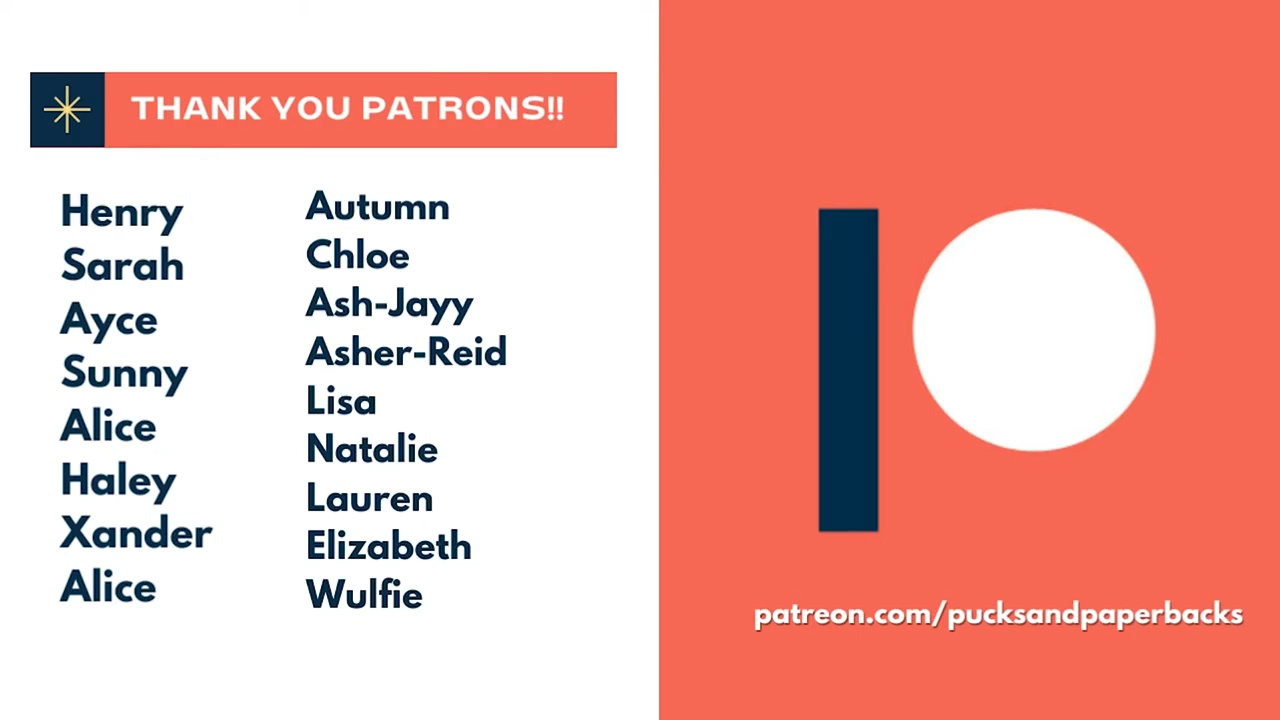 THANK YOU PATRONS!!
Henry
Sarah
Ayce
Sunny
Alice
Haley
Xander
Alice
Autumn
Chloe
Ash-Jayy
Asher-Reid
Lisa
Natalie
Lauren
Elizabeth
Wulfie
patreon.com/pucksandpaperbacks